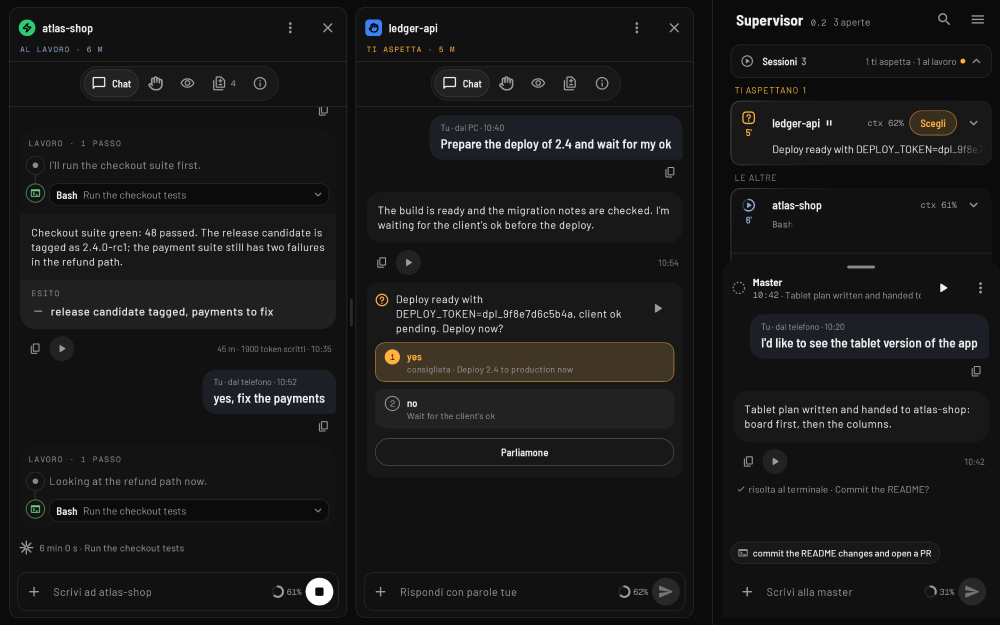 atlas-shop
AL LAVORO · 6 M
Chat
4
LAVORO · 1 PASSO
I'll run the checkout suite first.
Bash Run the checkout tests
Checkout suite green: 48 passed. The release candidate is
tagged as 2.4.0-rc1; the payment suite still has two failures
in the refund path.
ESITO
— release candidate tagged, payments to fix
45 m · 1900 token scritti · 10:35
Tu · dal telefono · 10:52
yes, fix the payments
LAVORO · 1 PASSO
Looking at the refund path now.
Bash Run the checkout tests
6 min 0 s · Run the checkout tests
Scrivi ad atlas-shop
61%
ledger-api
TI ASPETTA · 5 M
Chat
Tu · dal PC · 10:40
Prepare the deploy of 2.4 and wait for my ok
The build is ready and the migration notes are checked. I'm
waiting for the client's ok before the deploy.
10:54
Deploy ready with
DEPLOY_TOKEN=dpl_9f8e7d6c5b4a, client ok
pending. Deploy now?
1 yes
consigliata · Deploy 2.4 to production now
2 no
Wait for the client's ok
Parliamone
Rispondi con parole tue
62%
Supervisor 0.2 3 aperte
Sessioni 3
1 ti aspetta · 1 al lavoro
TI ASPETTANO 1
ledger-api
ctx 62%
Scegli
5'
Deploy ready with DEPLOY_TOKEN=dpl_9f8e7
LE ALTRE
atlas-shop
ctx 61%
6'
Bash
Master
10:42 · Tablet plan written and handed to
Tu · dal telefono · 10:20
I'd like to see the tablet version of the app
Tablet plan written and handed to atlas-shop:
board first, then the columns.
10:42
✓ risolta al terminale · Commit the README?
commit the README changes and open a PR
Scrivi alla master
31%